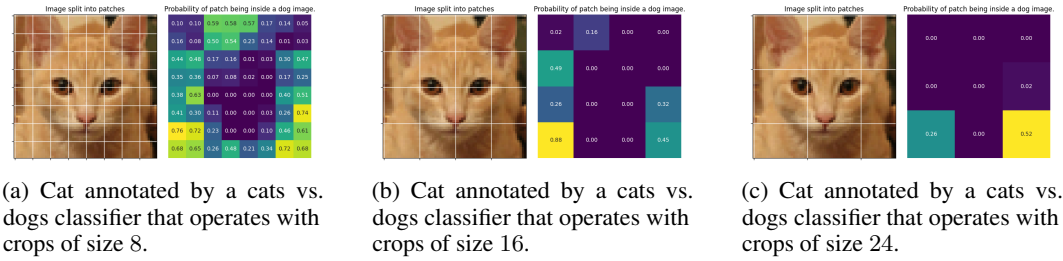 Image split into patches
Probability of patch being inside a dog image.
0.10 0.10 0.59 0.58 0.57 0.17 0.14 0.05
0.16 0.08 0.50 0.54 0.23 0.14 0.01 0.03
0.44 0.48 0.17 0.16 0.01 0.03 0.30 0.47
0.35 0.36 0.07 0.08 0.02 0.00 0.17 0.25
0.38 0.63 0.00 0.00 0.00 0.00 0.40 0.51
0.41 0.30 0.11 0.00 0.00 0.03 0.26 0.74
0.76 0.72 0.23 0.00 0.00 0.10 0.46 0.61
0.68 0.65 0.26 0.48 0.21 0.34 0.72 0.68
(a) Cat annotated by a cats vs.
dogs classifier that operates with
crops of size 8.
Image split into patches
Probability of patch being inside a dog image.
0.02 0.16 0.00 0.00
0.49 0.00 0.00 0.00
0.26 0.00 0.00 0.32
0.88 0.00 0.00 0.45
(b) Cat annotated by a cats vs.
dogs classifier that operates with
crops of size 16.
Image split into patches
Probability of patch being inside a dog image.
0.00 0.00 0.00
0.00 0.00 0.02
0.26 0.00 0.52
(c) Cat annotated by a cats vs.
dogs classifier that operates with
crops of size 24.